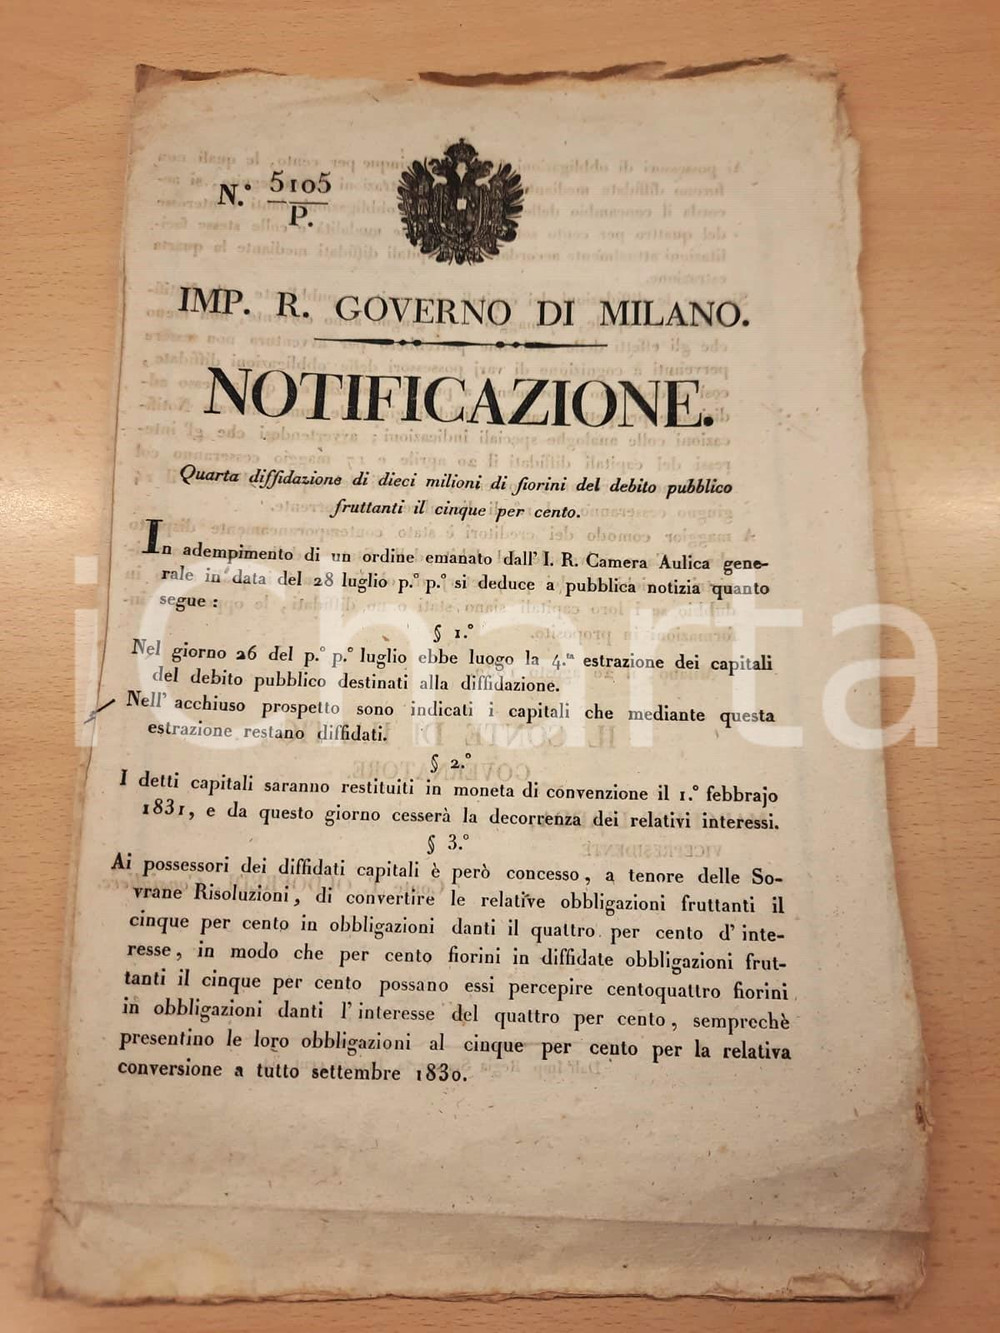 N.° 5105
P.
IMP. R. GOVERNO DI MILANO.
NOTIFICAZIONE.
Quarta diffidazione di dieci milioni di fiorini del debito pubblico
fruttanti il cinque per cento.
In adempimento di un ordine emanato dall' I. R. Camera Aulica gene-
rale in data del 28 luglio p.° p.° si deduce a pubblica notizia quanto
segue :
§ 1.°
Nel giorno 26 del p.° p.° luglio ebbe luogo la 4.ta estrazione dei capitali
del debito pubblico destinati alla diffidazione.
Nell' acchiuso prospetto sono indicati i capitali che mediante questa
estrazione restano diffidati.
§ 2.°
I detti capitali saranno restituiti in moneta di convenzione il 1.° febbrajo
1831, e da questo giorno cesserà la decorrenza dei relativi interessi.
§ 3.°
Ai possessori dei diffidati capitali è però concesso, a tenore delle So-
vrane Risoluzioni, di convertire le relative obbligazioni fruttanti il
cinque per cento in obbligazioni danti il quattro per cento d' inte-
resse, in modo che per cento fiorini in diffidate obbligazioni frut-
tanti il cinque per cento possano essi percepire centoquattro fiorini
in obbligazioni danti l' interesse del quattro per cento, semprechè
presentino le loro obbligazioni al cinque per cento per la relativa
conversione a tutto settembre 1830.
iCharta